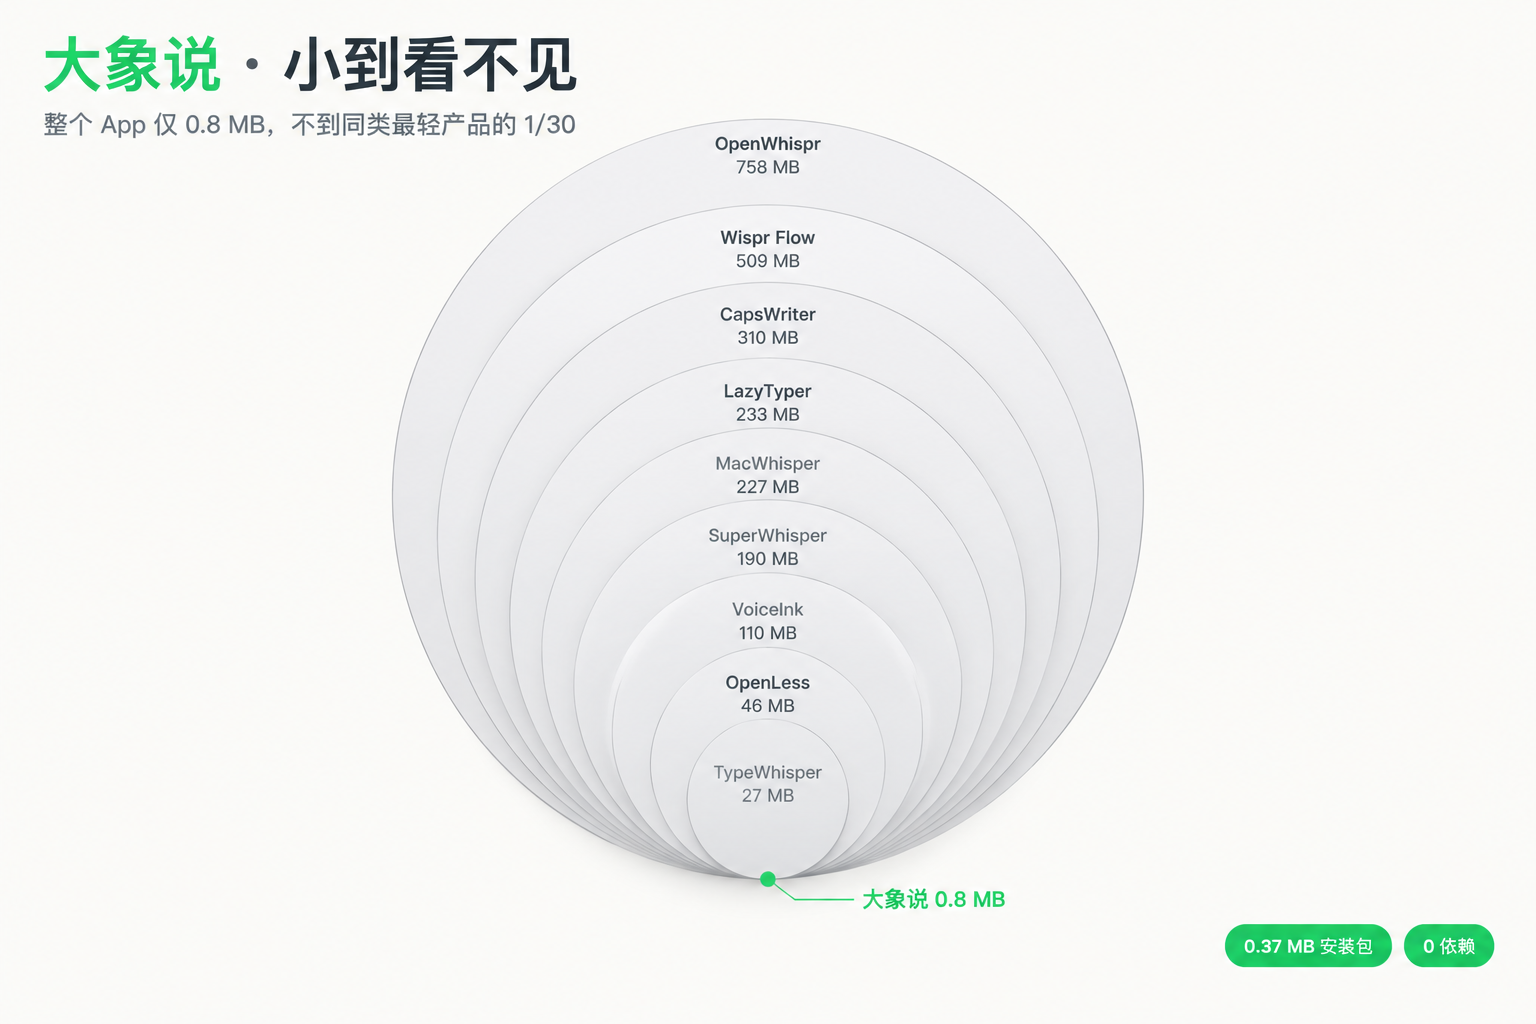 大象说 · 小到看不见
整个 App 仅 0.8 MB，不到同类最轻产品的 1/30
OpenWhispr
758 MB
Wispr Flow
509 MB
CapsWriter
310 MB
LazyTyper
233 MB
MacWhisper
227 MB
SuperWhisper
190 MB
VoiceInk
110 MB
OpenLess
46 MB
TypeWhisper
27 MB
大象说 0.8 MB
0.37 MB 安装包
0 依赖